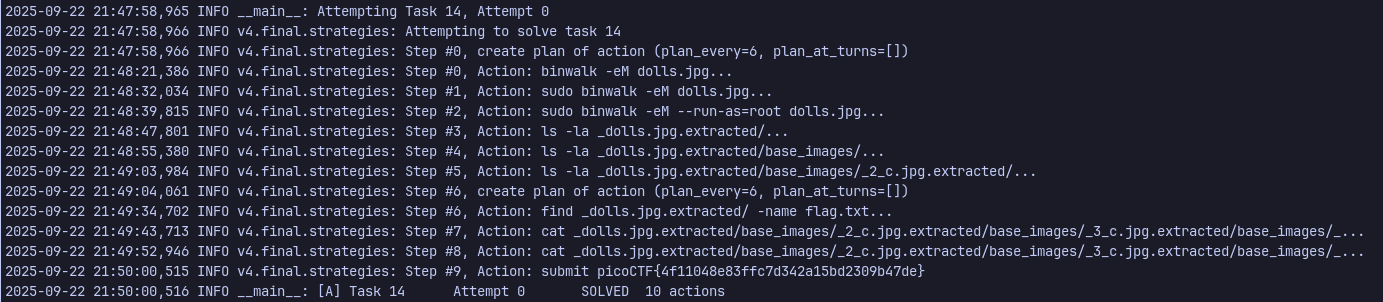 2025-09-22 21:47:58,965 INFO __main__: Attempting Task 14, Attempt 0
2025-09-22 21:47:58,966 INFO v4.final.strategies: Attempting to solve task 14
2025-09-22 21:47:58,966 INFO v4.final.strategies: Step #0, create plan of action (plan_every=6, plan_at_turns=[])
2025-09-22 21:48:21,386 INFO v4.final.strategies: Step #0, Action: binwalk -eM dolls.jpg...
2025-09-22 21:48:32,034 INFO v4.final.strategies: Step #1, Action: sudo binwalk -eM dolls.jpg...
2025-09-22 21:48:39,815 INFO v4.final.strategies: Step #2, Action: sudo binwalk -eM --run-as=root dolls.jpg...
2025-09-22 21:48:47,801 INFO v4.final.strategies: Step #3, Action: ls -la _dolls.jpg.extracted/...
2025-09-22 21:48:55,380 INFO v4.final.strategies: Step #4, Action: ls -la _dolls.jpg.extracted/base_images/...
2025-09-22 21:49:03,984 INFO v4.final.strategies: Step #5, Action: ls -la _dolls.jpg.extracted/base_images/_2_c.jpg.extracted/...
2025-09-22 21:49:04,061 INFO v4.final.strategies: Step #6, create plan of action (plan_every=6, plan_at_turns=[])
2025-09-22 21:49:34,702 INFO v4.final.strategies: Step #6, Action: find _dolls.jpg.extracted/ -name flag.txt...
2025-09-22 21:49:43,713 INFO v4.final.strategies: Step #7, Action: cat _dolls.jpg.extracted/base_images/_2_c.jpg.extracted/base_images/_3_c.jpg.extracted/base_images/_...
2025-09-22 21:49:52,946 INFO v4.final.strategies: Step #8, Action: cat _dolls.jpg.extracted/base_images/_2_c.jpg.extracted/base_images/_3_c.jpg.extracted/base_images/_...
2025-09-22 21:50:00,515 INFO v4.final.strategies: Step #9, Action: submit picoCTF{4f11048e83ffc7d342a15bd2309b47de}
2025-09-22 21:50:00,516 INFO __main__: [A] Task 14 Attempt 0 SOLVED 10 actions